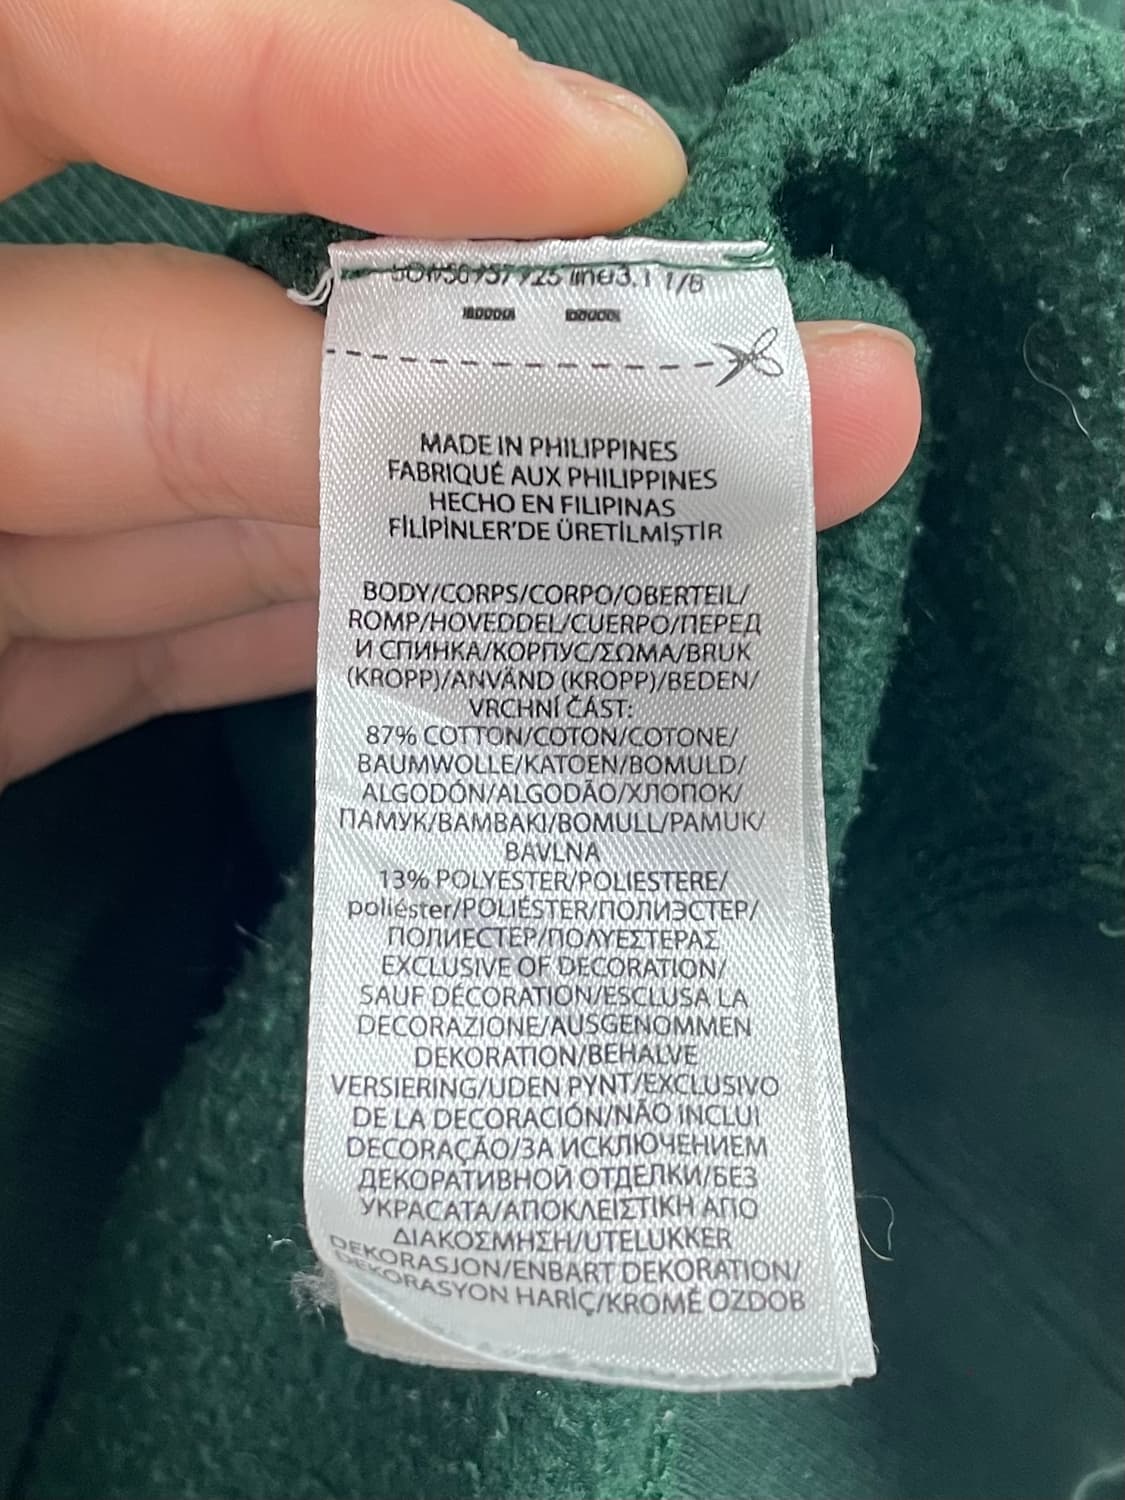 MADE IN PHILIPPINES
FABRIQUÉ AUX PHILIPPINES
HECHO EN FILIPINAS
FİLİPİNLER'DE ÜRETİLMİŞTİR
BODY/CORPS/CORPO/OBERTEIL/
ROMP/HOVEDDEL/CUERPO/ПЕРЕД
И СПИНКА/КОРПУС/ΣΩΜΑ/BRUK
(KROPP)/ANVÄND (KROPP)/BEDEN/
VRCHNÍ ČÁST:
87% COTTON/COTON/COTONE/
BAUMWOLLE/KATOEN/BOMULD/
ALGODÓN/ALGODÃO/ХЛОПОК/
ПАМУК/ΒΑΜΒΑΚΙ/BOMULL/PAMUK/
BAVLNA
13% POLYESTER/POLIESTERE/
poliéster/POLIÉSTER/ПОЛИЭСТЕР/
ПОЛИЕСТЕР/ΠΟΛΥΕΣΤΕΡΑΣ
EXCLUSIVE OF DECORATION/
SAUF DÉCORATION/ESCLUSA LA
DECORAZIONE/AUSGENOMMEN
DEKORATION/BEHALVE
VERSIERING/UDEN PYNT/EXCLUSIVO
DE LA DECORACIÓN/NÃO INCLUI
DECORAÇÃO/ЗА ИСКЛЮЧЕНИЕМ
ДЕКОРАТИВНОЙ ОТДЕЛКИ/БЕЗ
УКРАСАТА/ΑΠΟΚΛΕΙΣΤΙΚΗ ΑΠΟ
ΔΙΑΚΟΣΜΗΣΗ/UTELUKKER
DEKORASJON/ENBART DEKORATION/
DEKORASYON HARİÇ/KROMĚ OZDOB